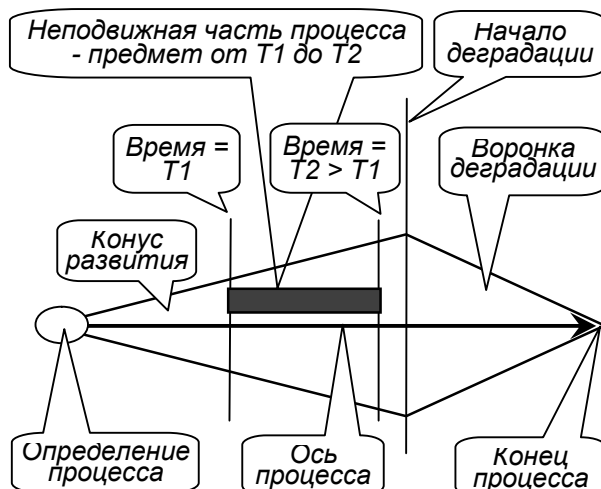 Неподвижная часть процесса
- предмет от Т1 до Т2
Начало
деградации
Время =
Т1
Время =
Т2 > Т1
Воронка
деградации
Конус
развития
Определение
процесса
Ось
процесса
Конец
процесса